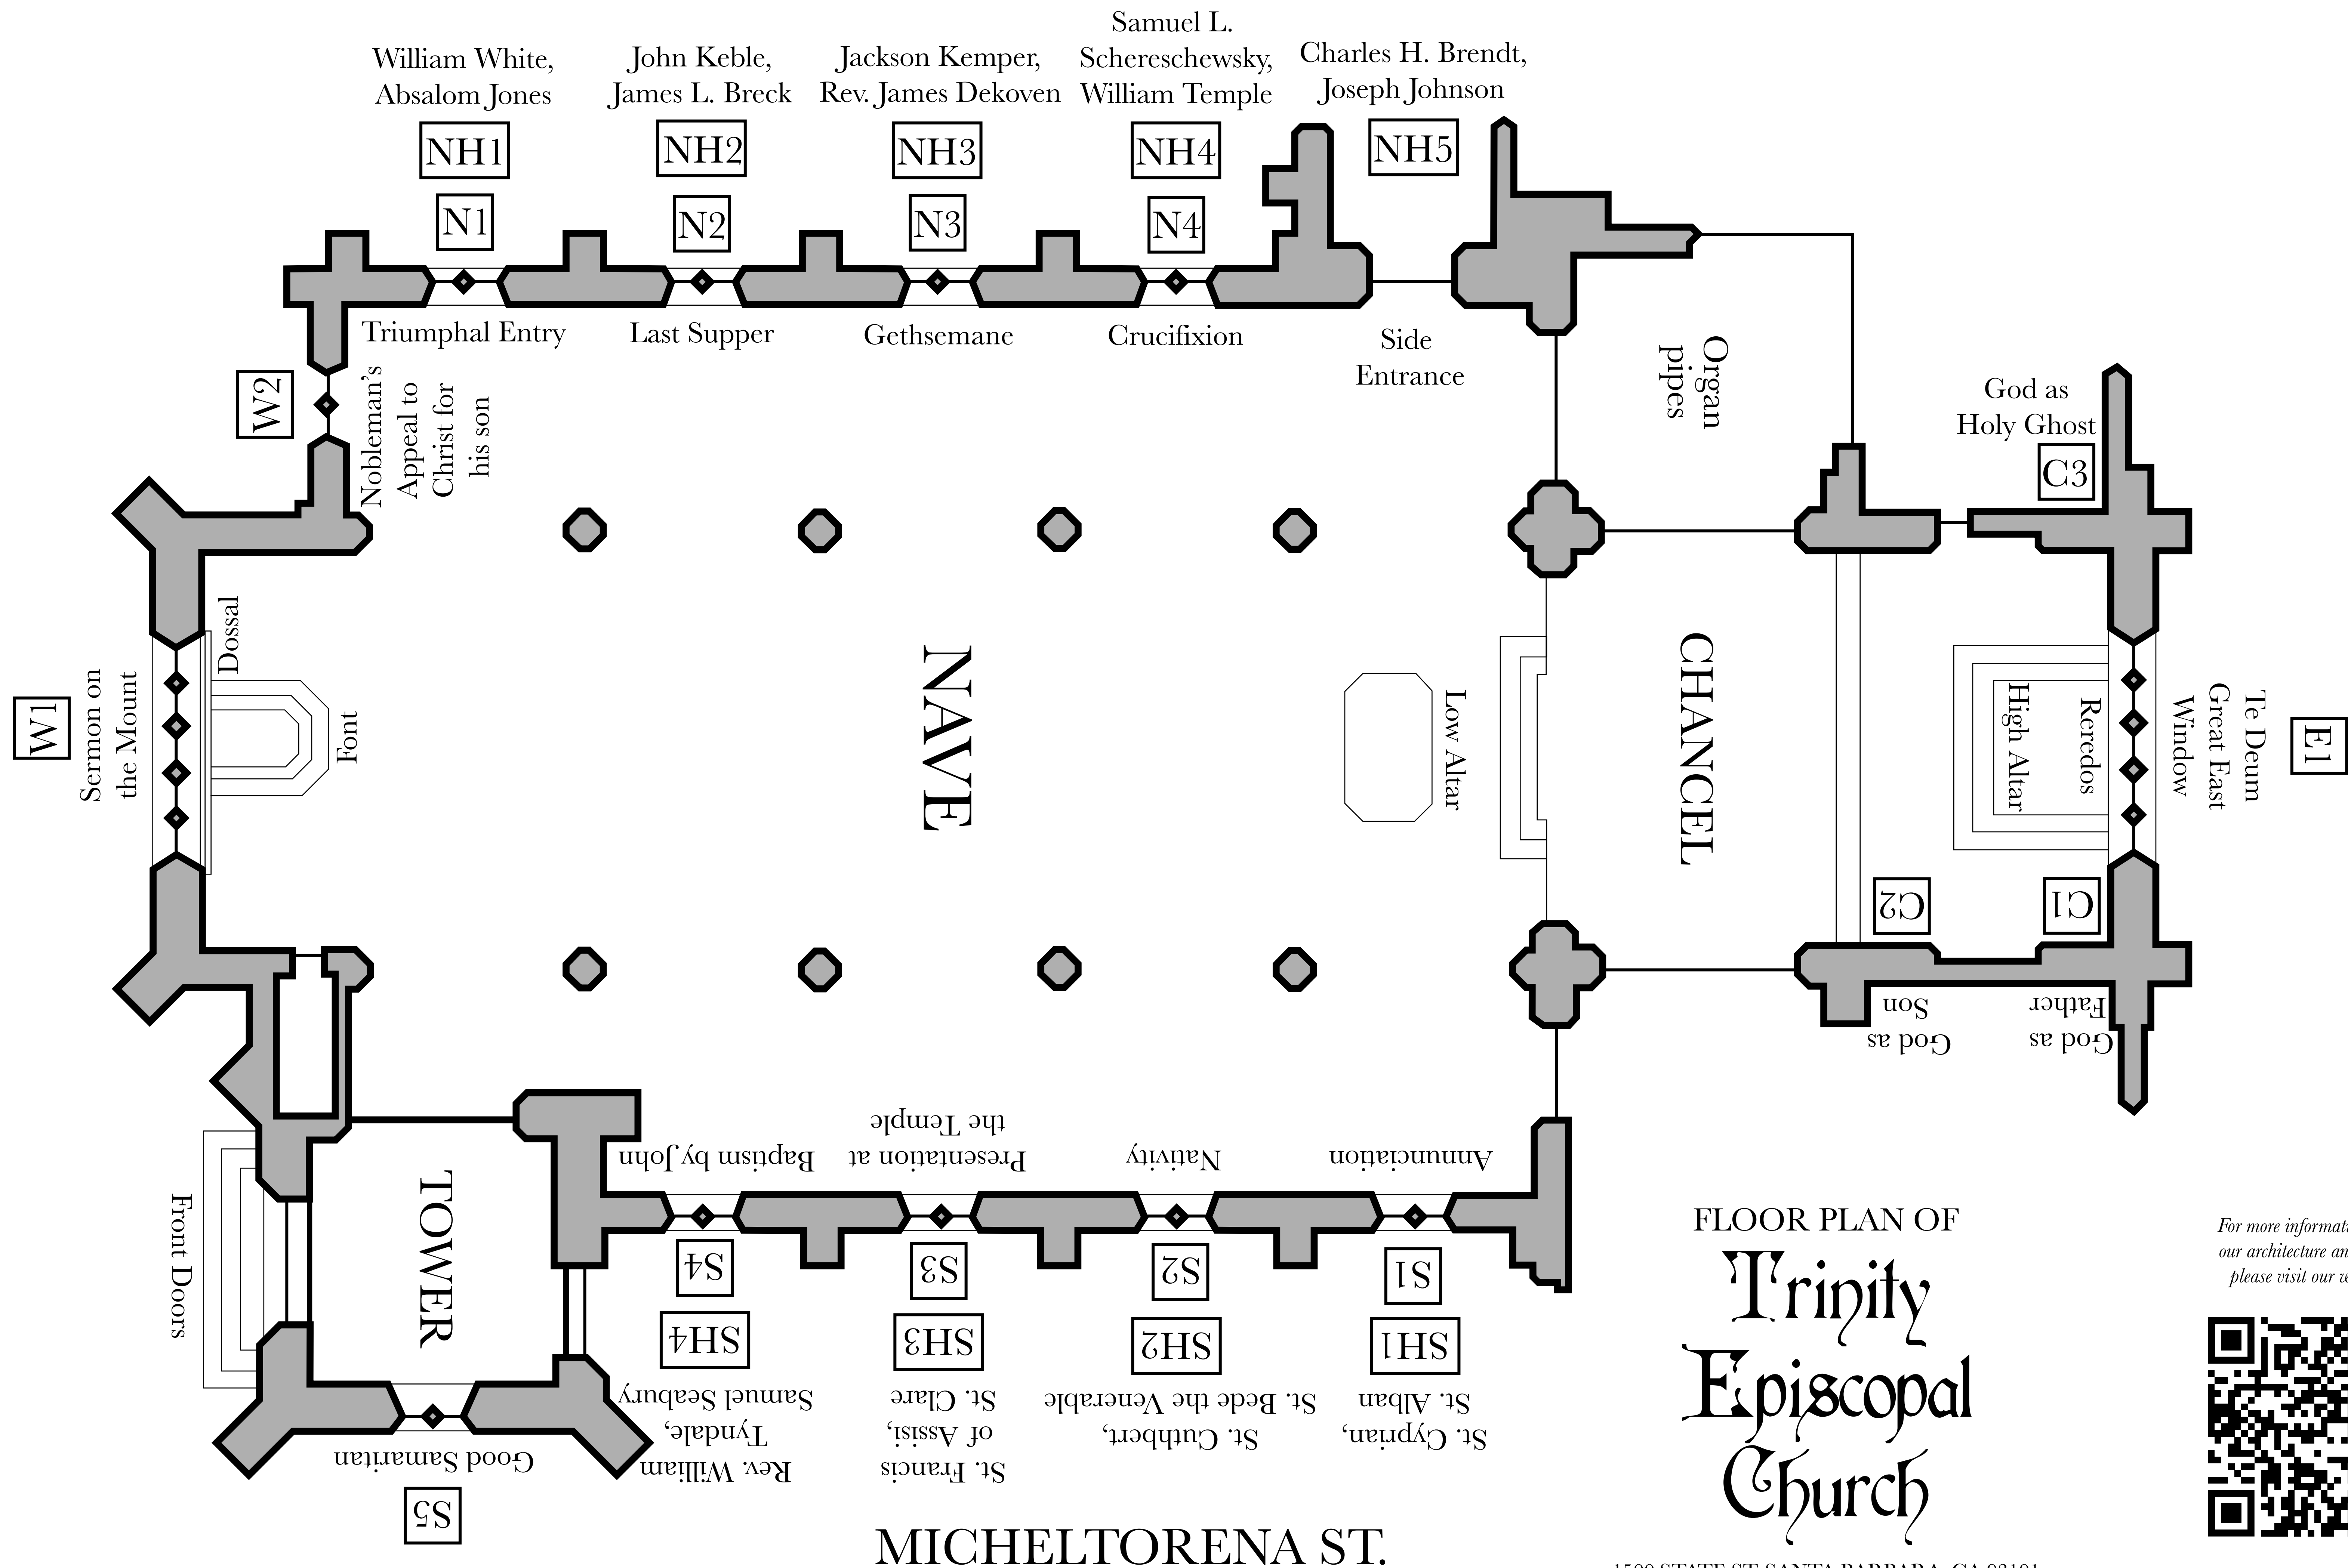 William White,
Absalom Jones
NH1
N1
Triumphal Entry
John Keble,
James L. Breck
NH2
N2
Last Supper
Jackson Kemper,
Rev. James Dekoven
NH3
N3
Gethsemane
Samuel L.
Schereschewsky,
William Temple
NH4
N4
Crucifixion
Charles H. Brendt,
Joseph Johnson
NH5
Side
Entrance
Organ
pipes
God as
Holy Ghost
C3
W2
Nobleman's
Appeal to
Christ for
his son
W1
Sermon on
the Mount
Dossal
Font
NAVE
Low Altar
CHANCEL
High Altar
Reredos
Te Deum
Great East
Window
E1
C2
God as
Son
C1
God as
Father
Front Doors
TOWER
Good Samaritan
S5
Baptism by John
S4
SH4
Rev. William
Tyndale,
Samuel Seabury
Presentation at
the Temple
S3
SH3
St. Francis
of Assisi,
St. Clare
Nativity
S2
SH2
St. Cuthbert,
St. Bede the Venerable
Annunciation
S1
SH1
St. Cyprian,
St. Alban
FLOOR PLAN OF
Trinity
Episcopal
Church
For more
our architecture
please visit our
MICHELTORENA ST.